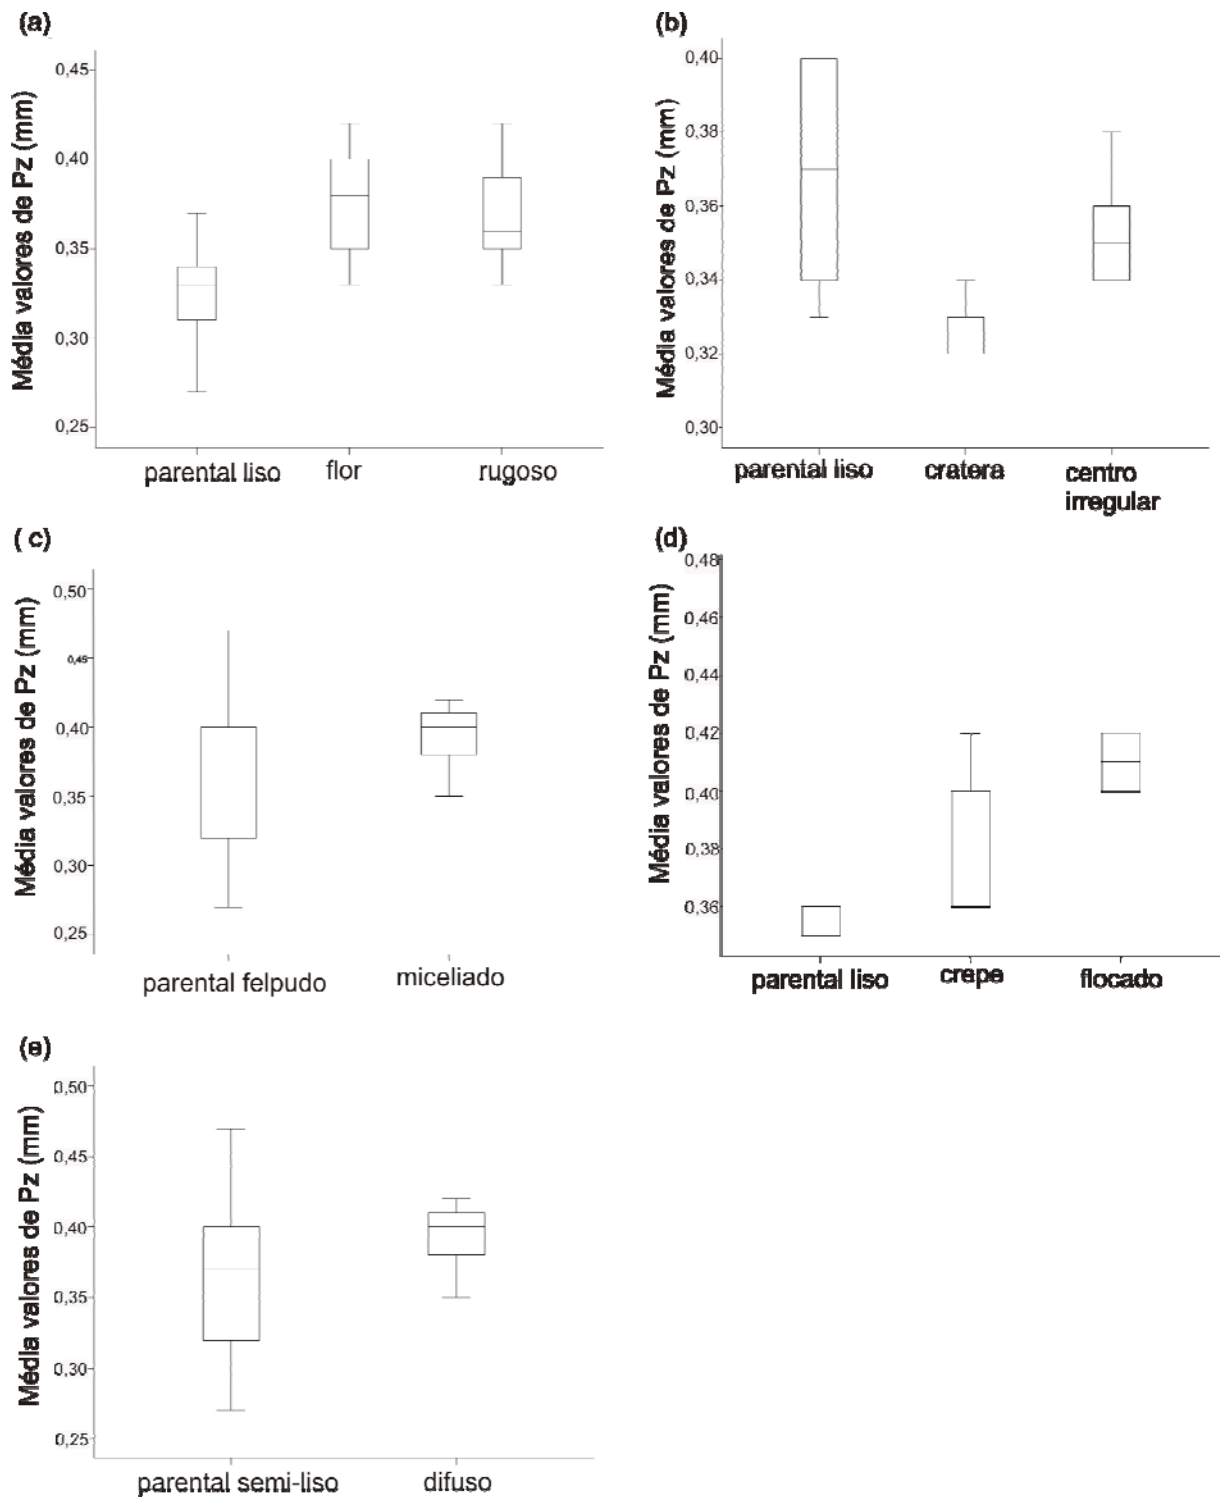 (a)
Média valores de Pz (mm)
0,45
0,40
0,35
0,30
0,25
parental liso
flor
rugoso
(b)
Média valores de Pz (mm)
0,40
0,38
0,36
0,34
0,32
0,30
parental liso
cratera
centro
irregular
( c)
Média valores de Pz (mm)
0,50
0,45
0,40
0,35
0,30
0,25
parental felpudo
miceliado
(d)
Média valores de Pz (mm)
0,48
0,46
0,44
0,42
0,40
0,38
0,36
parental liso
crepe
flocado
(e)
Média valores de Pz (mm)
0,50
0,45
0,40
0,35
0,30
0,25
parental semi-liso
difuso